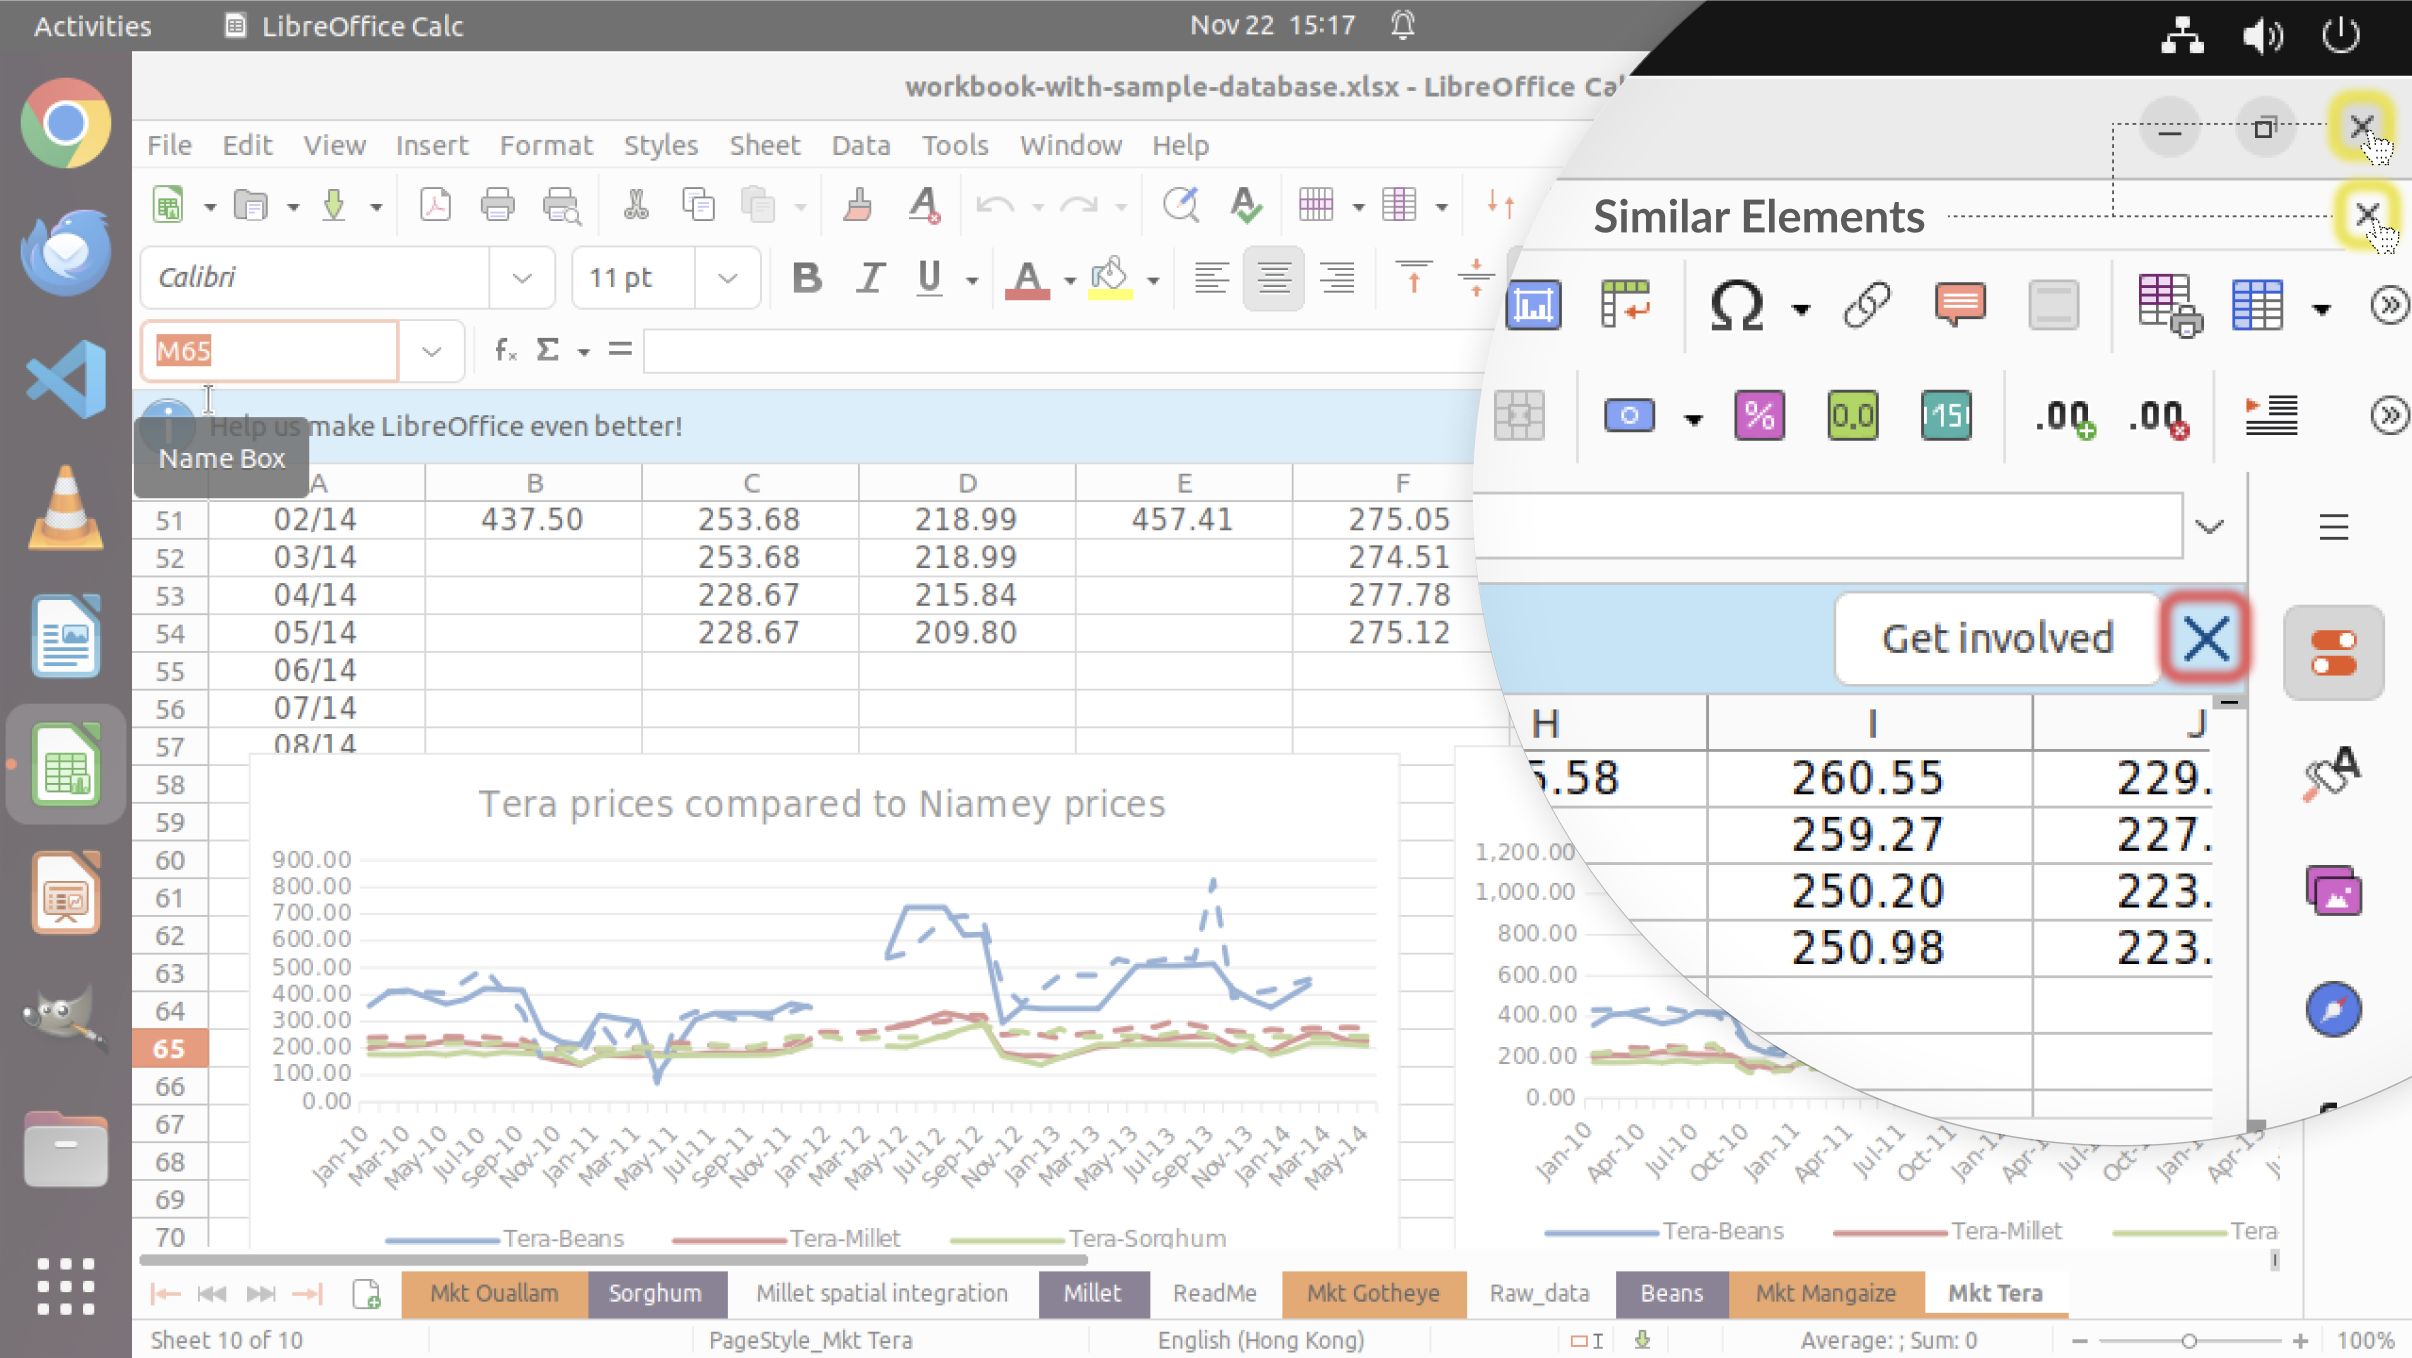 Activities LibreOffice Calc Nov 22 15:17
workbook-with-sample-database.xlsx - LibreOffice Ca
File Edit View Insert Format Styles Sheet Data Tools Window Help
Similar Elements
Calibri 11 pt
M65
Help us make LibreOffice even better!
Get involved
Name Box
A B C D E F H I J
51 02/14 437.50 253.68 218.99 457.41 275.05 5.58 260.55 229.
52 03/14 253.68 218.99 274.51 259.27 227.
53 04/14 228.67 215.84 277.78 250.20 223.
54 05/14 228.67 209.80 275.12 250.98 223.
55 06/14
56 07/14
57 08/14
58
59
60
61
62
63
64
65
66
67
68
69
70
Tera prices compared to Niamey prices
900.00
800.00
700.00
600.00
500.00
400.00
300.00
200.00
100.00
0.00
Jan-10 Mar-10 May-10 Jul-10 Sep-10 Nov-10 Jan-11 Mar-11 May-11 Jul-11 Sep-11 Nov-11 Jan-12 Mar-12 May-12 Jul-12 Sep-12 Nov-12 Jan-13 Mar-13 May-13 Jul-13 Sep-13 Nov-13 Jan-14 Mar-14 May-14
Tera-Beans Tera-Millet Tera-Sorghum
1,200.00
1,000.00
800.00
600.00
400.00
200.00
0.00
Jan-10 Apr-10 Jul-10 Oct-10 Jan-11 Apr-11 Jul-11 Oct-11 Jan-12 Apr- Jul- Oct- Jan- Apr-13
Tera-Beans Tera-Millet Tera
Mkt Ouallam Sorghum Millet spatial integration Millet ReadMe Mkt Gotheye Raw_data Beans Mkt Mangaize Mkt Tera
Sheet 10 of 10 PageStyle_Mkt Tera English (Hong Kong) Average: ; Sum: 0 100%